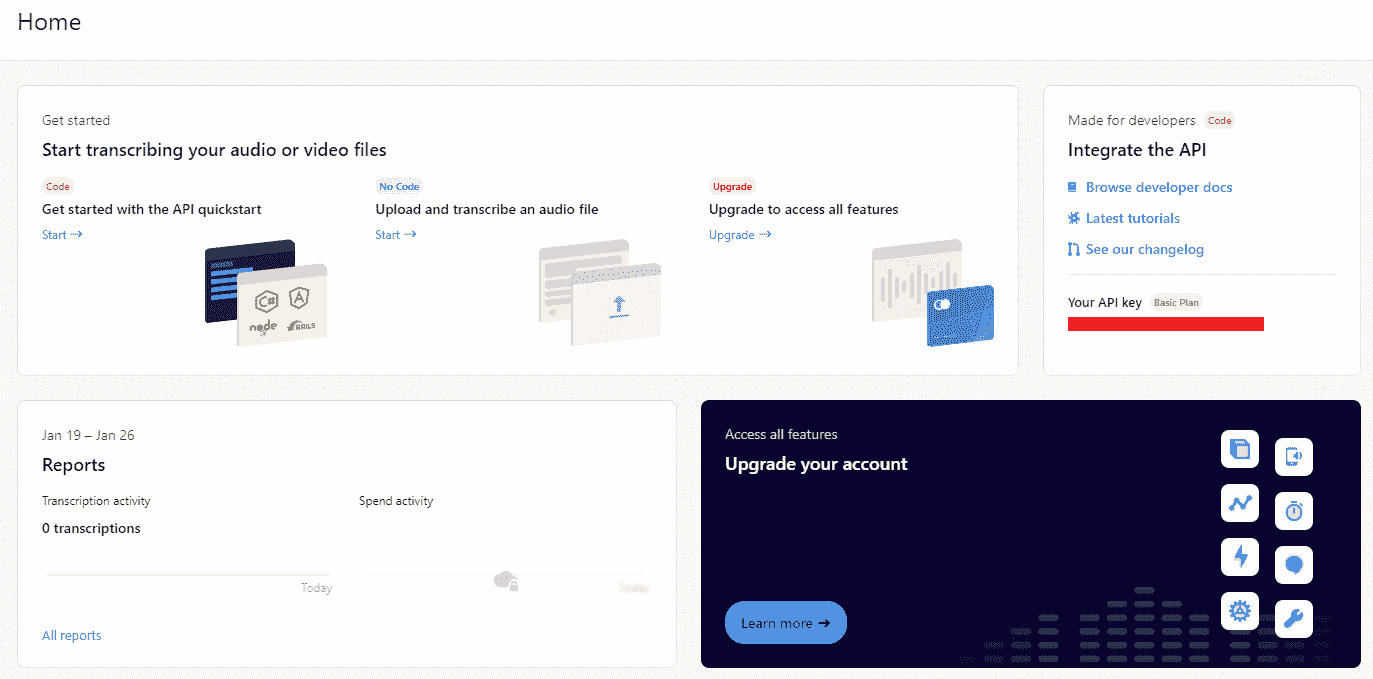 Home
Get started
Start transcribing your audio or video files
Code
Get started with the API quickstart
Start
C#
A
node
RAILS
No Code
Upload and transcribe an audio file
Start
Upgrade
Upgrade to access all features
Upgrade
Made for developers Code
Integrate the API
Browse developer docs
Latest tutorials
See our changelog
Your API key Basic Plan
Jan 19 – Jan 26
Reports
Transcription activity
0 transcriptions
Today
Spend activity
Today
All reports
Access all features
Upgrade your account
Learn more →